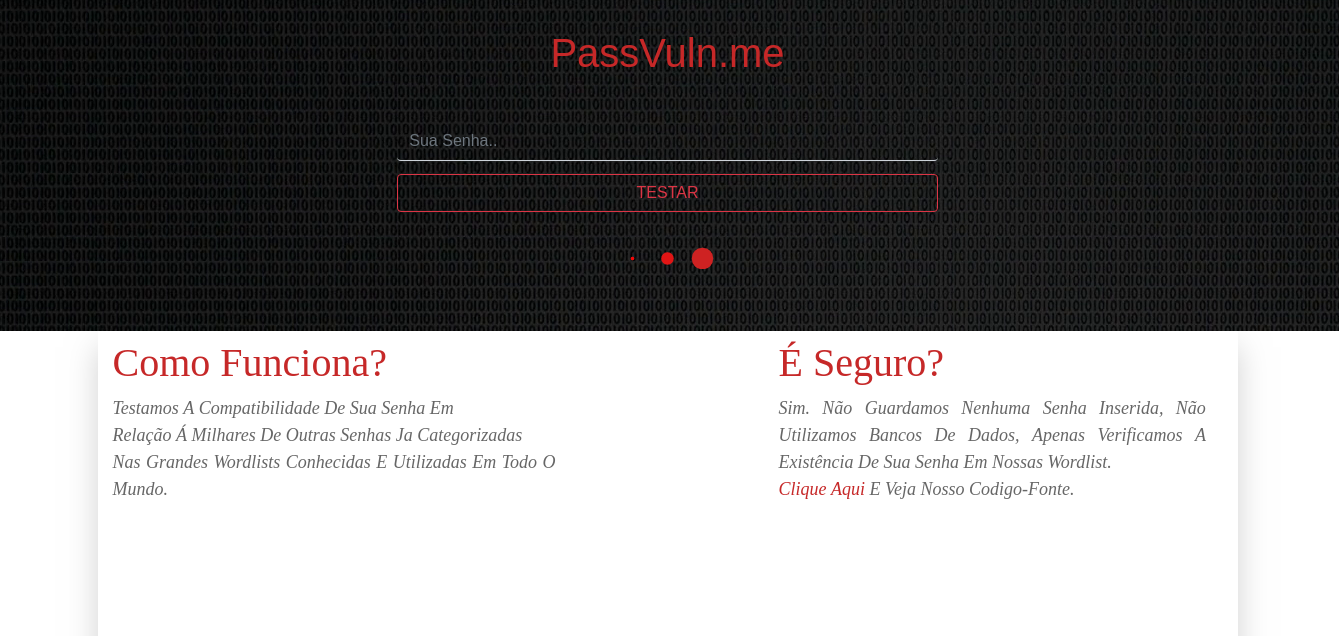 PassVuln.me
Sua Senha..
TESTAR
Como Funciona?
Testamos A Compatibilidade De Sua Senha Em
Relação Á Milhares De Outras Senhas Ja Categorizadas
Nas Grandes Wordlists Conhecidas E Utilizadas Em Todo O
Mundo.
É Seguro?
Sim. Não Guardamos Nenhuma Senha Inserida, Não
Utilizamos Bancos De Dados, Apenas Verificamos A
Existência De Sua Senha Em Nossas Wordlist.
Clique Aqui E Veja Nosso Codigo-Fonte.